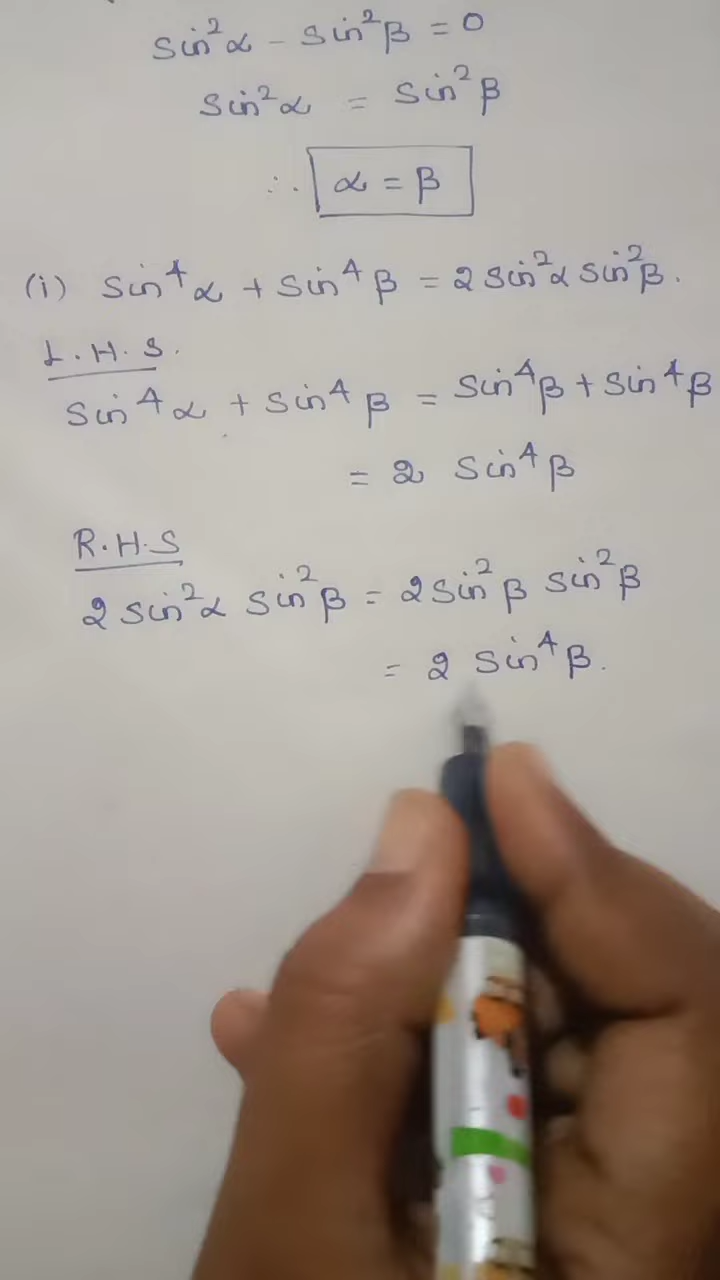 sin²α - sin²β = 0
sin²α = sin²β
∴ α = β
(i) sin⁴α + sin⁴β = 2 sin²α sin²β.
L.H.S.
sin⁴α + sin⁴β = sin⁴β + sin⁴β
= 2 sin⁴β
R.H.S
2 sin²α sin²β = 2 sin²β sin²β
= 2 sin⁴β.